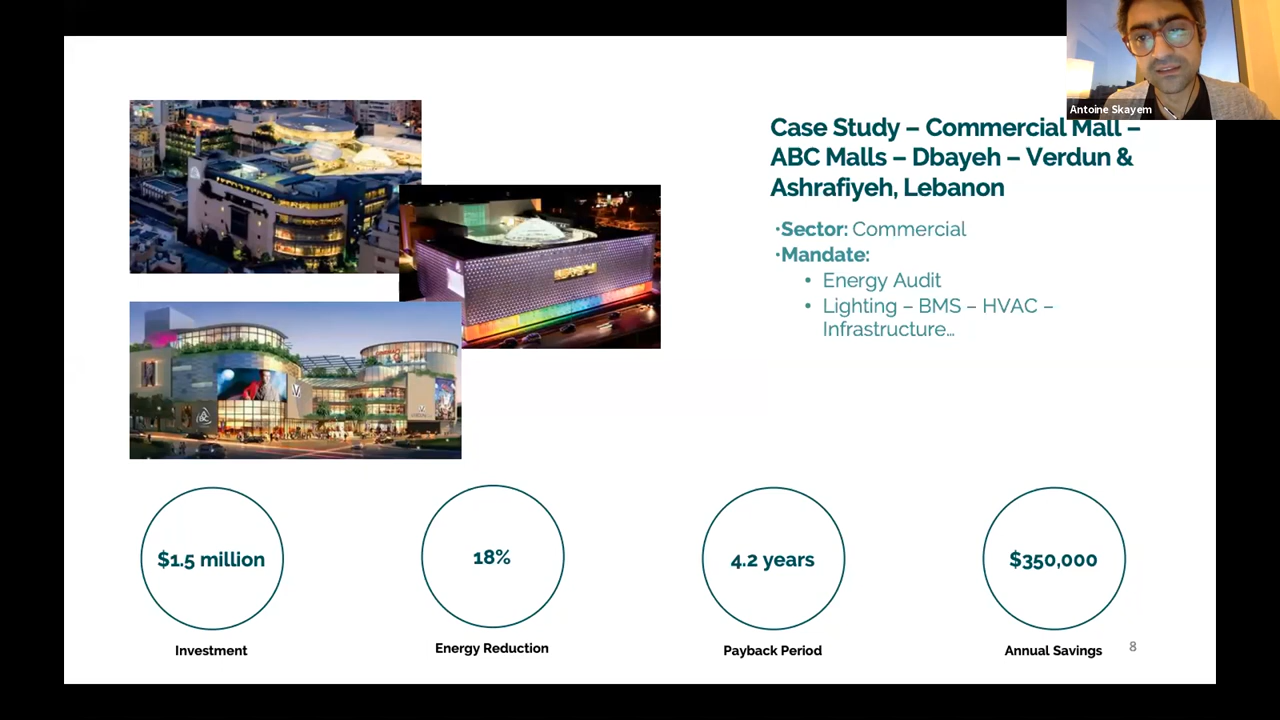 Antoine Skayem
Case Study – Commercial Mall –
ABC Malls – Dbayeh – Verdun &
Ashrafiyeh, Lebanon
•Sector: Commercial
•Mandate:
• Energy Audit
• Lighting – BMS – HVAC –
Infrastructure…
$1.5 million
18%
4.2 years
$350,000
Investment
Energy Reduction
Payback Period
Annual Savings
8